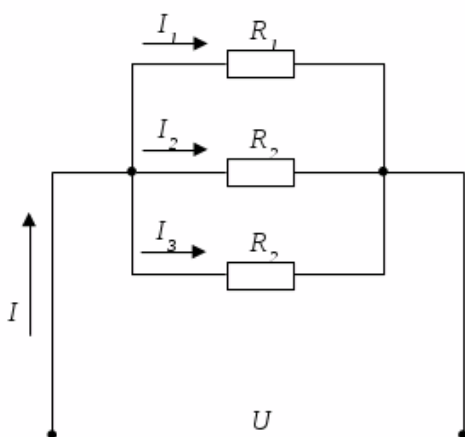 I₁ R₁
I₂ R₂
I₃ R₂
I
U